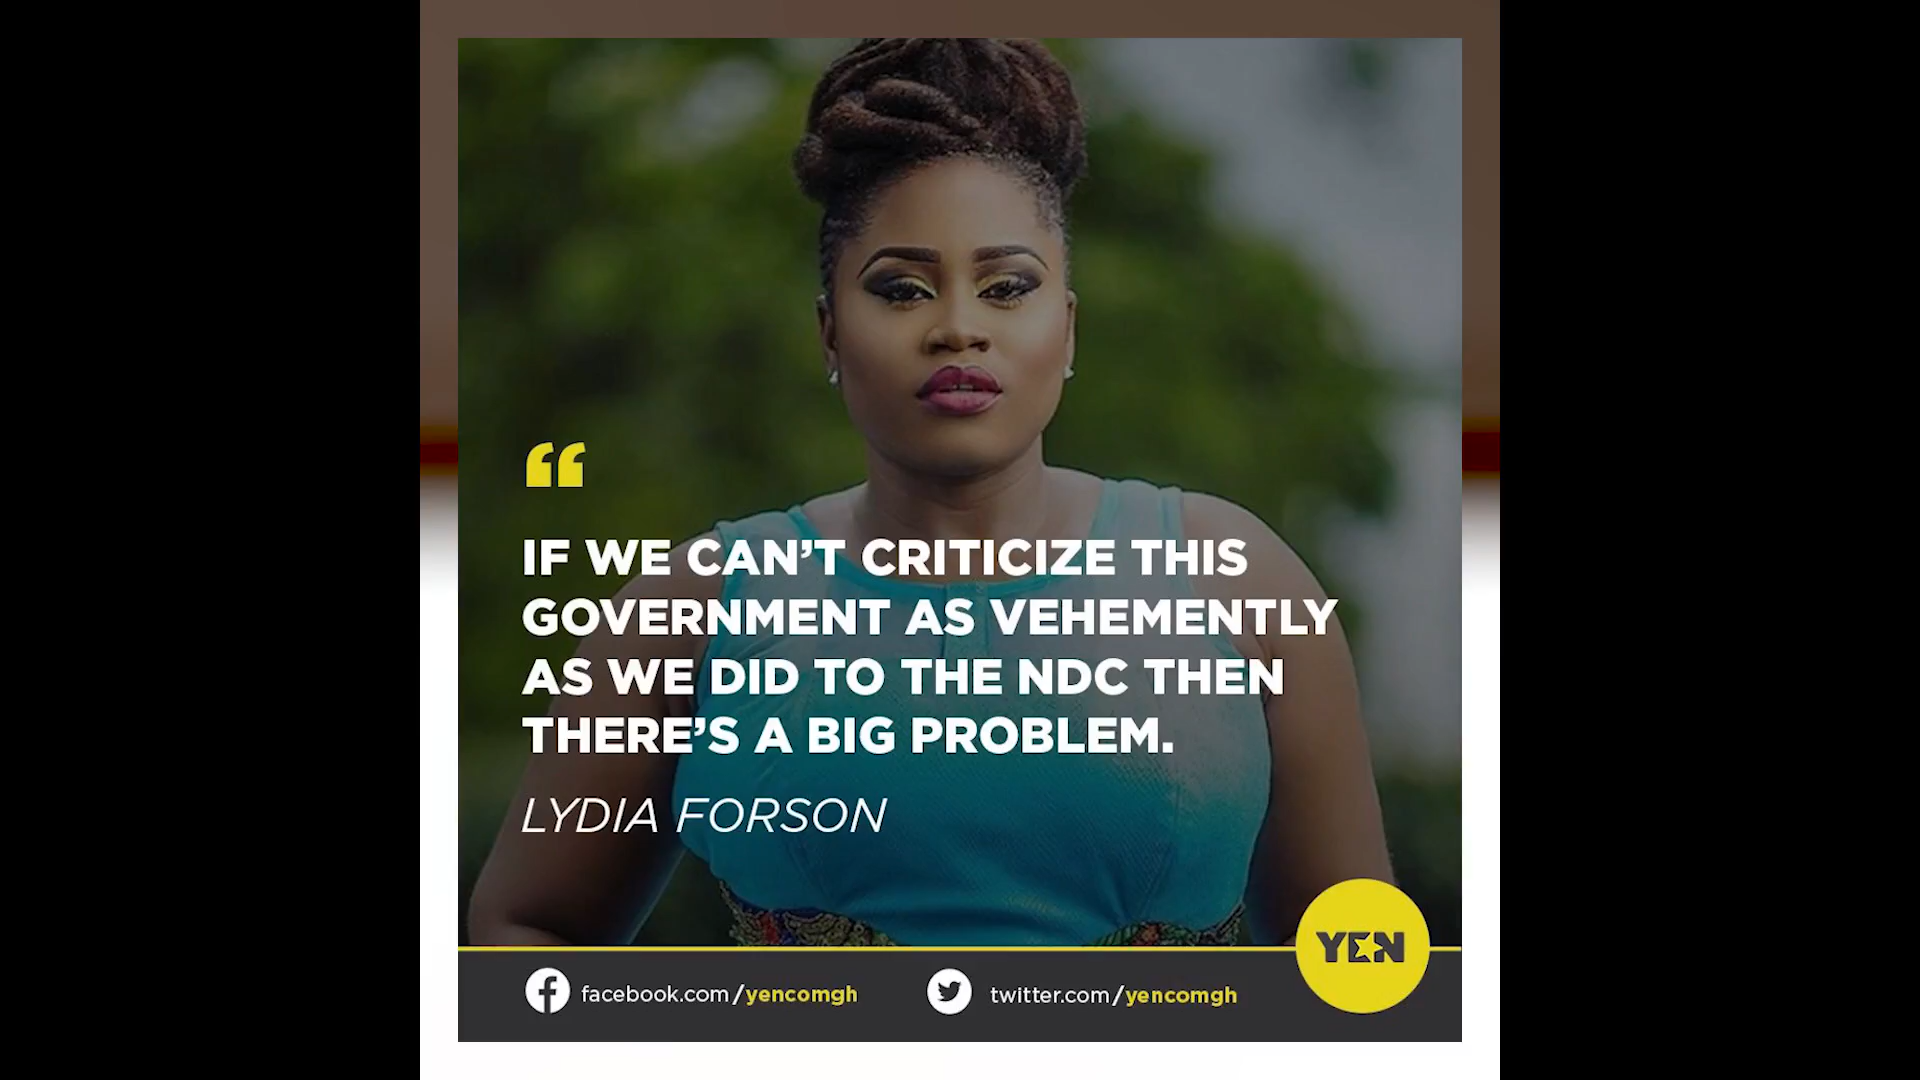 “
IF WE CAN’T CRITICIZE THIS
GOVERNMENT AS VEHEMENTLY
AS WE DID TO THE NDC THEN
THERE’S A BIG PROBLEM.
LYDIA FORSON
YEN
facebook.com/yencomgh
twitter.com/yencomgh